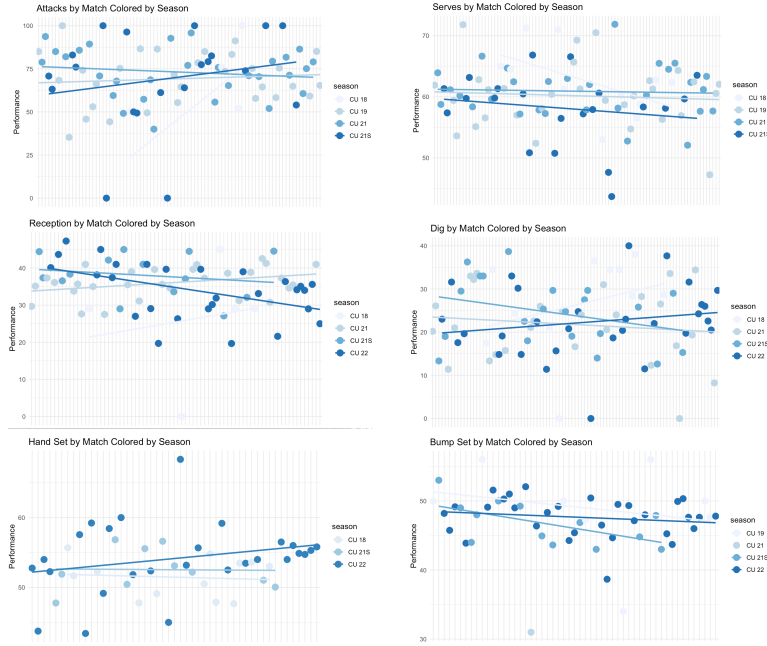 Attacks by Match Colored by Season
Performance
100
75
50
25
0
season
CU 18
CU 19
CU 21
CU 21S
Serves by Match Colored by Season
Performance
70
60
50
season
CU 18
CU 19
CU 21
CU 21S
Reception by Match Colored by Season
Performance
40
30
20
10
0
season
CU 18
CU 21
CU 21S
CU 22
Dig by Match Colored by Season
Performance
40
30
20
10
0
season
CU 18
CU 21
CU 21S
CU 22
Hand Set by Match Colored by Season
Performance
60
50
season
CU 18
CU 21S
CU 22
Bump Set by Match Colored by Season
Performance
50
40
30
season
CU 19
CU 21
CU 21S
CU 22